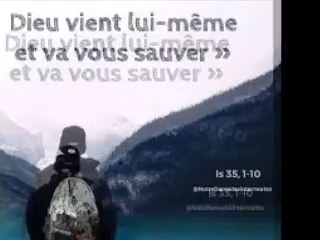 Dieu vient lui-même
et va vous sauver »
Dieu vient lui-même
et va vous sauver »
Is 35, 1-10
Is 35, 1-10